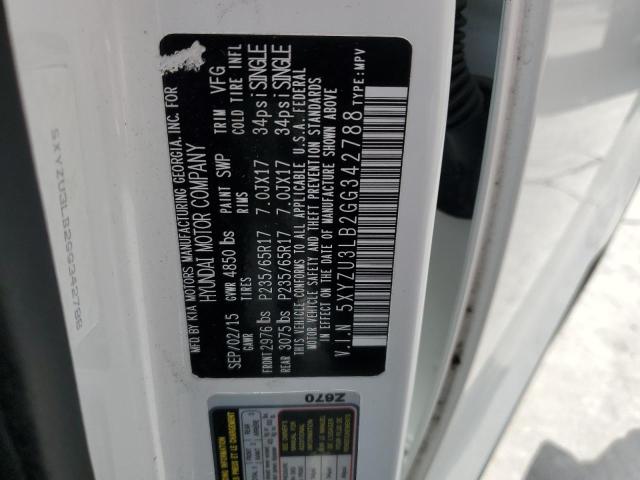 MFD BY KIA MOTORS MANUFACTURING GEORGIA, INC. FOR
HYUNDAI MOTOR COMPANY
SEP/02/15 GVWR 4850 lbs PAINT SWP TRIM VFG
GAWR RIMS COLD TIRE INFL
FRONT 2976 lbs P235/65R17 7.0JX17 34psi SINGLE
REAR 3075 lbs P235/65R17 7.0JX17 34psi SINGLE
THIS VEHICLE CONFORMS TO ALL APPLICABLE U.S.A. FEDERAL
MOTOR VEHICLE SAFETY AND THEFT PREVENTION STANDARDS
IN EFFECT ON THE DATE OF MANUFACTURE SHOWN ABOVE
V.I.N 5XYZU3LB2GG342788 TYPE:MPV
5XYZU3LB2GG342788
Z670